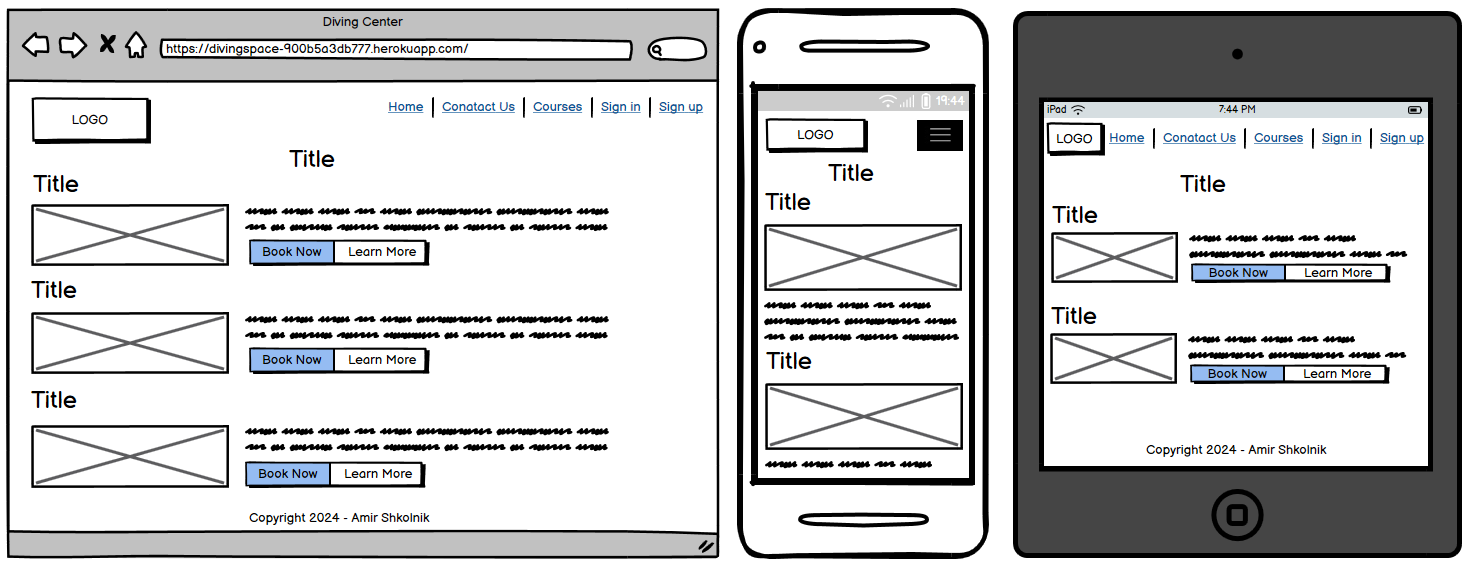 Diving Center
https://divingspace-900b5a3db777.herokuapp.com/
LOGO
Home Conatact Us Courses Sign in Sign up
Title
Title
Book Now Learn More
Title
Book Now Learn More
Title
Book Now Learn More
Copyright 2024 - Amir Shkolnik
19:44
LOGO
Title
Title
Title
iPad 7:44 PM
LOGO Home Conatact Us Courses Sign in Sign up
Title
Title
Book Now Learn More
Title
Book Now Learn More
Copyright 2024 - Amir Shkolnik